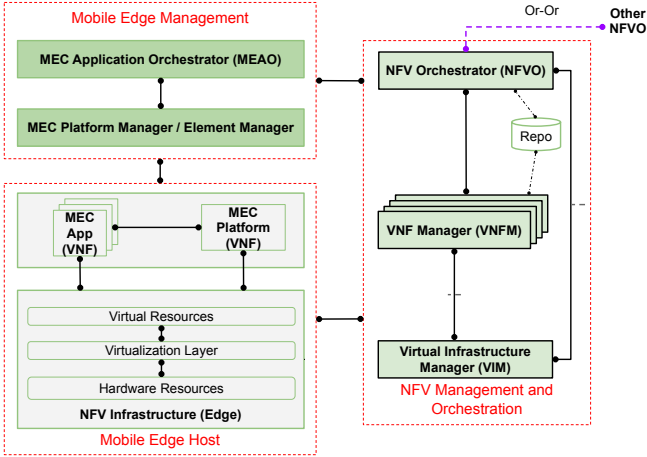 Mobile Edge Management
MEC Application Orchestrator (MEAO)
MEC Platform Manager / Element Manager
MEC
App
(VNF)
MEC
Platform
(VNF)
Virtual Resources
Virtualization Layer
Hardware Resources
NFV Infrastructure (Edge)
Mobile Edge Host
Or-Or
Other
NFVO
NFV Orchestrator (NFVO)
Repo
VNF Manager (VNFM)
Virtual Infrastructure
Manager (VIM)
NFV Management and
Orchestration